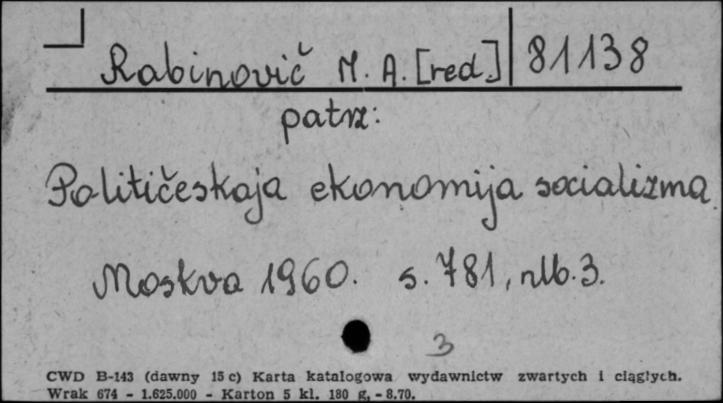 Rabinovič M. A. [red] 81138
patrz:
Političeskaja ekonomija socializma.
Moskva 1960. s. 781, nlb. 3.
3
CWD B-143 (dawny 15 c) Karta katalogowa wydawnictw zwartych i ciągłych.
Wrak 674 - 1.625.000 - Karton 5 kl. 180 g, - 8.70.